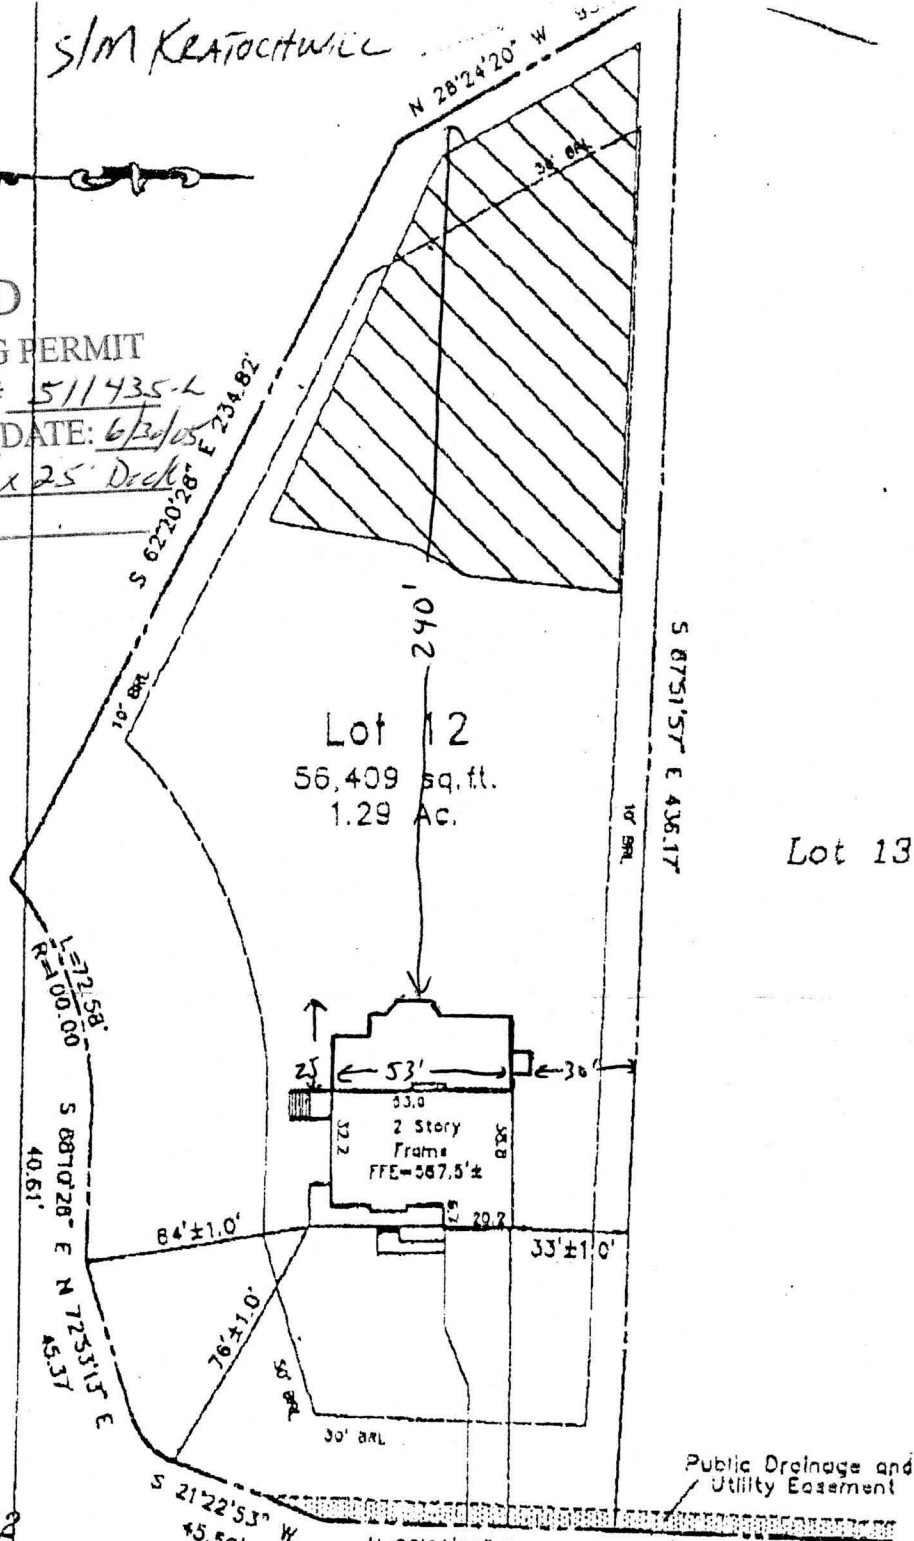 S/M KRATOCHWILL
N 28°24'20" W
30' BRL
D
G PERMIT
# 511435-L
DATE: 6/30/05
x 25' Deck
S 62°20'28" E 234.82'
10' BRL
290'
Lot 12
56,409 sq.ft.
1.29 Ac.
S 87°51'57" E 436.17'
10' BRL
Lot 13
L=72.58'
R=100.00
25
53'
30'
53.0
2 Story
Frame
FFE=567.5'±
32.2
38.8
20.2
84'±1.0'
33'±1.0'
76'±1.0'
S 88°10'28" E
40.61'
N 72°53'13" E
45.37
50' BRL
30' BRL
Public Drainage and
Utility Easement
S 21°22'53" W